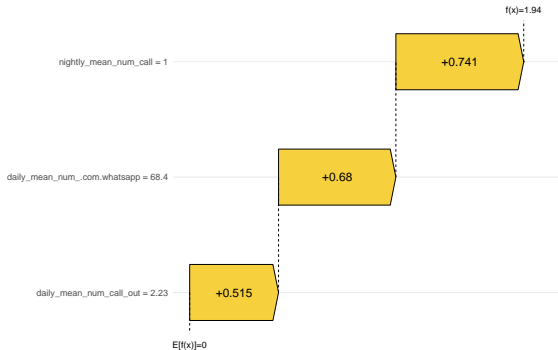 f(x)=1.94
nightly_mean_num_call = 1
+0.741
daily_mean_num_.com.whatsapp = 68.4
+0.68
daily_mean_num_call_out = 2.23
+0.515
E[f(x)]=0